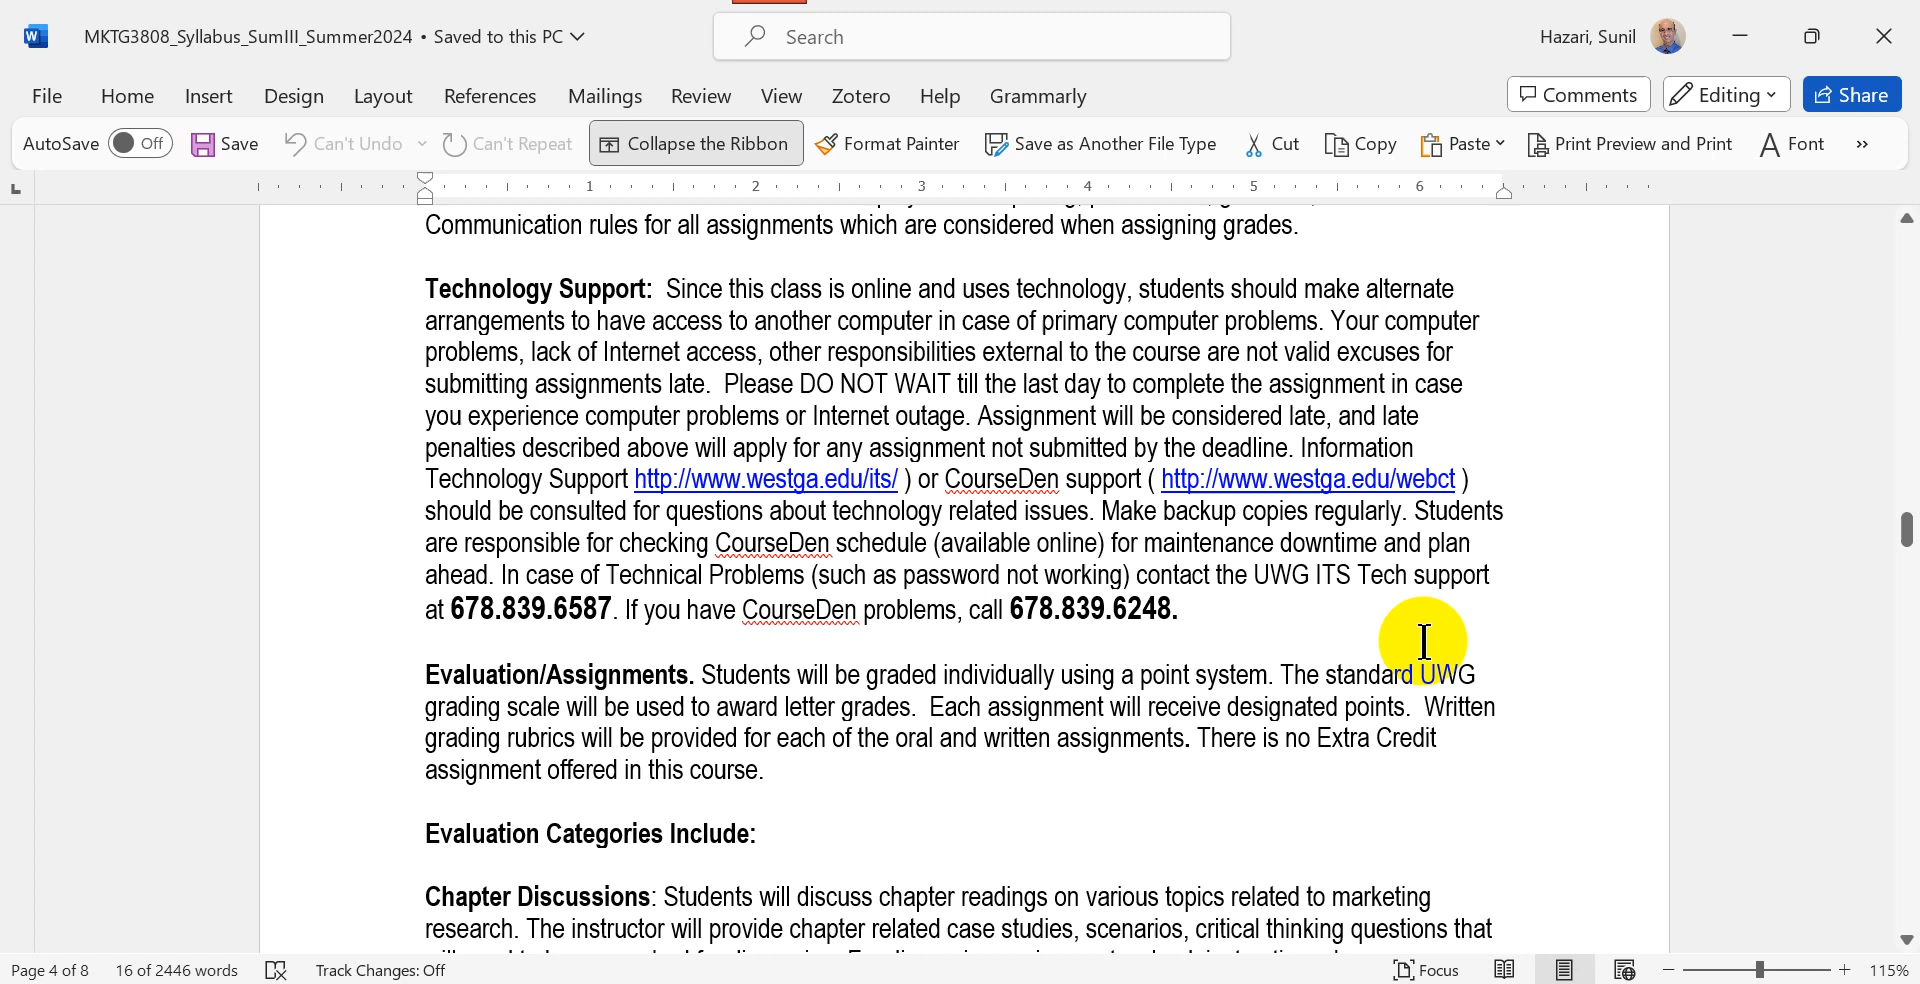 MKTG3808_Syllabus_SumIII_Summer2024 • Saved to this PC
Search
Hazari, Sunil
File Home Insert Design Layout References Mailings Review View Zotero Help Grammarly
Comments Editing Share
AutoSave Off Save Can't Undo Can't Repeat Collapse the Ribbon Format Painter Save as Another File Type Cut Copy Paste Print Preview and Print Font
1 2 3 4 5 6
Communication rules for all assignments which are considered when assigning grades.
Technology Support: Since this class is online and uses technology, students should make alternate
arrangements to have access to another computer in case of primary computer problems. Your computer
problems, lack of Internet access, other responsibilities external to the course are not valid excuses for
submitting assignments late. Please DO NOT WAIT till the last day to complete the assignment in case
you experience computer problems or Internet outage. Assignment will be considered late, and late
penalties described above will apply for any assignment not submitted by the deadline. Information
Technology Support http://www.westga.edu/its/ ) or CourseDen support ( http://www.westga.edu/webct )
should be consulted for questions about technology related issues. Make backup copies regularly. Students
are responsible for checking CourseDen schedule (available online) for maintenance downtime and plan
ahead. In case of Technical Problems (such as password not working) contact the UWG ITS Tech support
at 678.839.6587. If you have CourseDen problems, call 678.839.6248.
Evaluation/Assignments. Students will be graded individually using a point system. The standard UWG
grading scale will be used to award letter grades. Each assignment will receive designated points. Written
grading rubrics will be provided for each of the oral and written assignments. There is no Extra Credit
assignment offered in this course.
Evaluation Categories Include:
Chapter Discussions: Students will discuss chapter readings on various topics related to marketing
research. The instructor will provide chapter related case studies, scenarios, critical thinking questions that
Page 4 of 8 16 of 2446 words Track Changes: Off Focus 115%